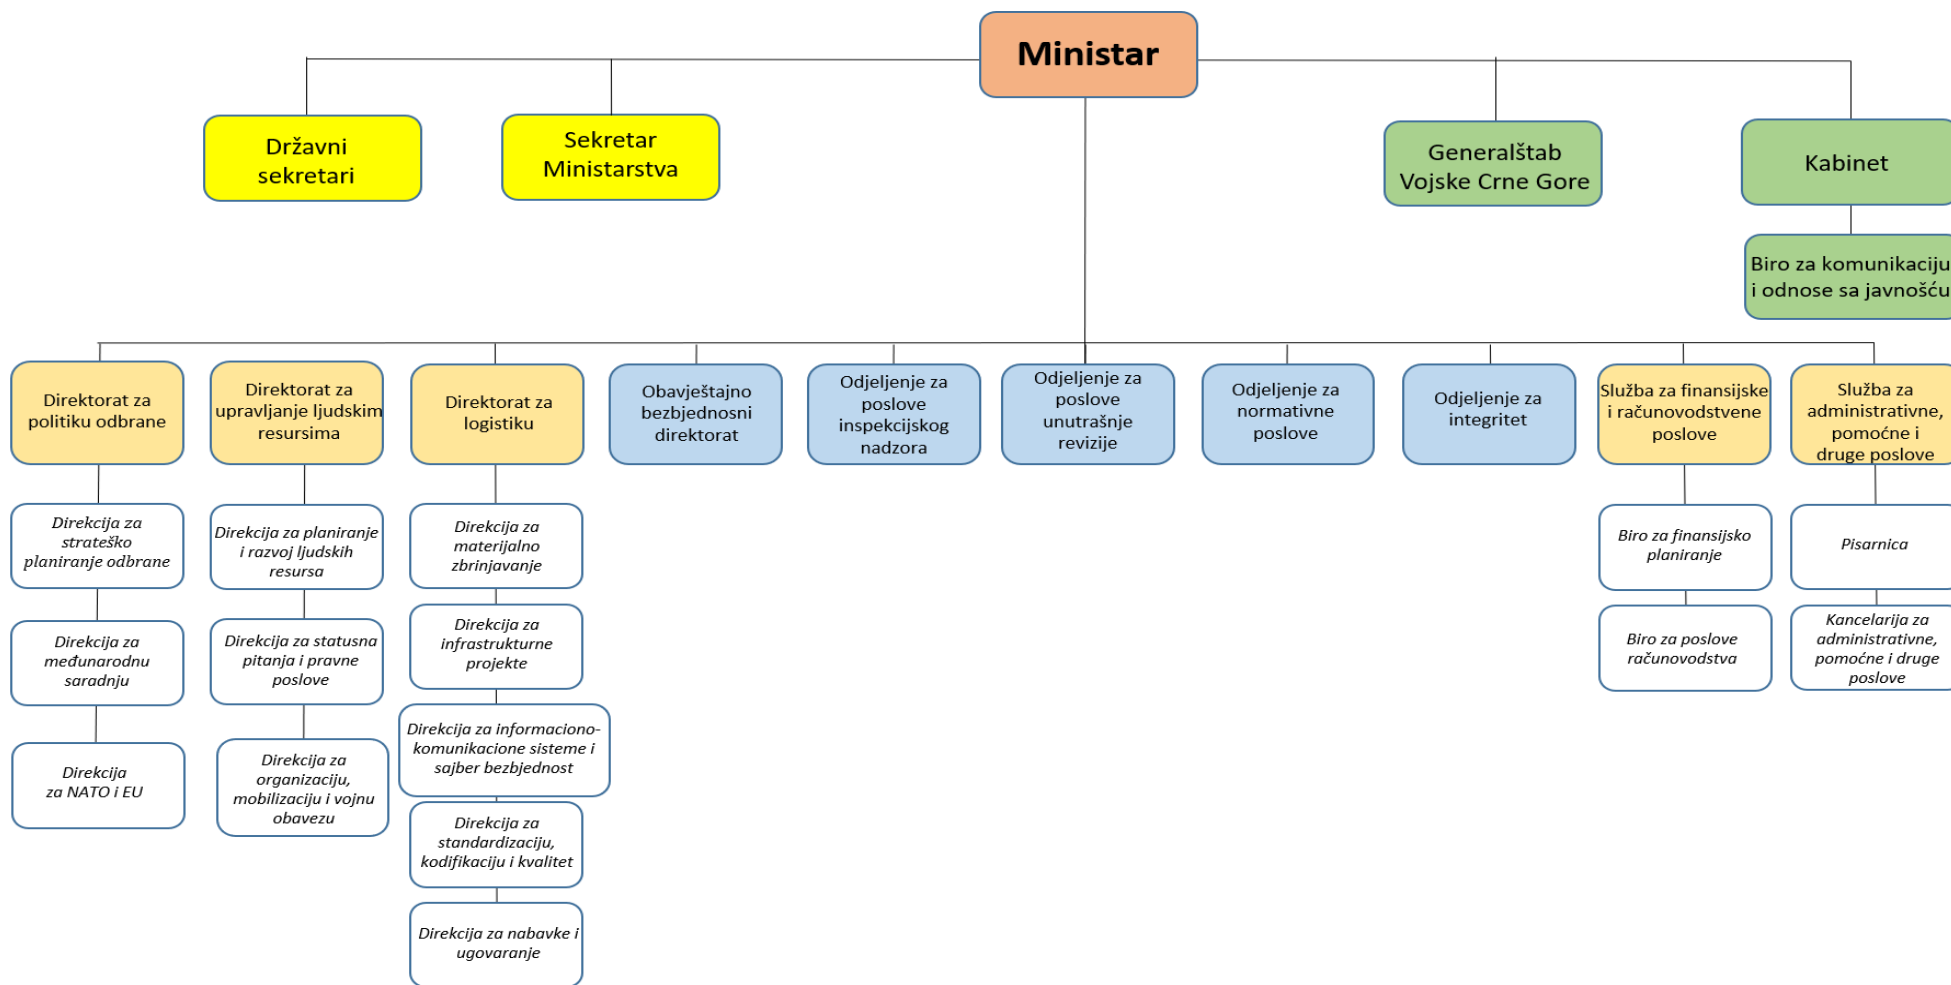 Ministar
Državni
sekretari
Sekretar
Ministarstva
Generalštab
Vojske Crne Gore
Kabinet
Biro za komunikaciju
i odnose sa javnošću
Direktorat za
politiku odbrane
Direktorat za
upravljanje ljudskim
resursima
Direktorat za
logistiku
Obavještajno
bezbjednosni
direktorat
Odjeljenje za
poslove
inspekcijskog
nadzora
Odjeljenje za
poslove
unutrašnje
revizije
Odjeljenje za
normativne
poslove
Odjeljenje za
integritet
Služba za finansijske
i računovodstvene
poslove
Služba za
administrativne,
pomoćne i
druge poslove
Direkcija za
strateško
planiranje odbrane
Direkcija za
međunarodnu
saradnju
Direkcija
za NATO i EU
Direkcija za planiranje
i razvoj ljudskih
resursa
Direkcija za statusna
pitanja i pravne
poslove
Direkcija za
organizaciju,
mobilizaciju i vojnu
obavezu
Direkcija za
materijalno
zbrinjavanje
Direkcija za
infrastrukturne
projekte
Direkcija za informaciono-
komunikacione sisteme i
sajber bezbjednost
Direkcija za
standardizaciju,
kodifikaciju i kvalitet
Direkcija za nabavke i
ugovaranje
Biro za finansijsko
planiranje
Biro za poslove
računovodstva
Pisarnica
Kancelarija za
administrativne,
pomoćne i druge
poslove